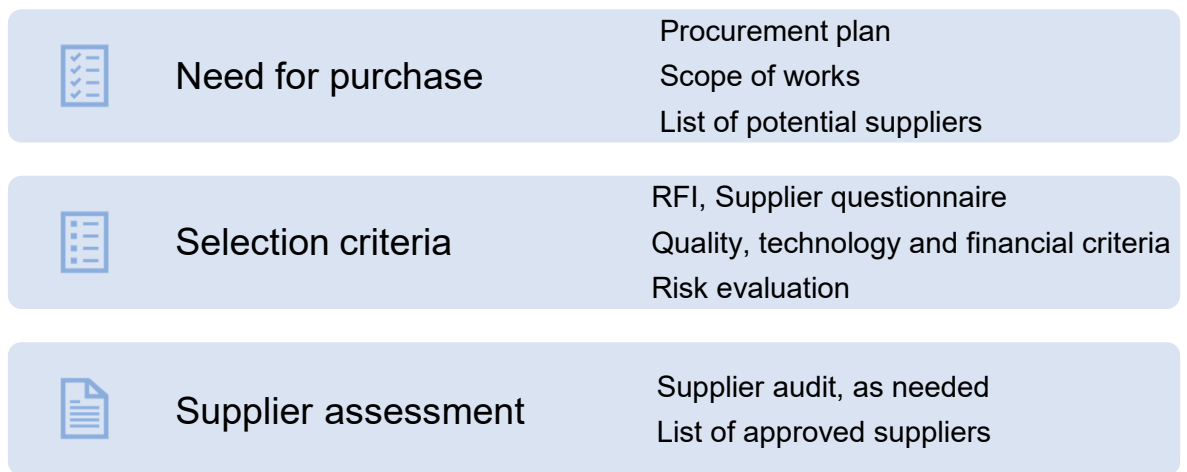 Need for purchase
Procurement plan
Scope of works
List of potential suppliers
Selection criteria
RFI, Supplier questionnaire
Quality, technology and financial criteria
Risk evaluation
Supplier assessment
Supplier audit, as needed
List of approved suppliers